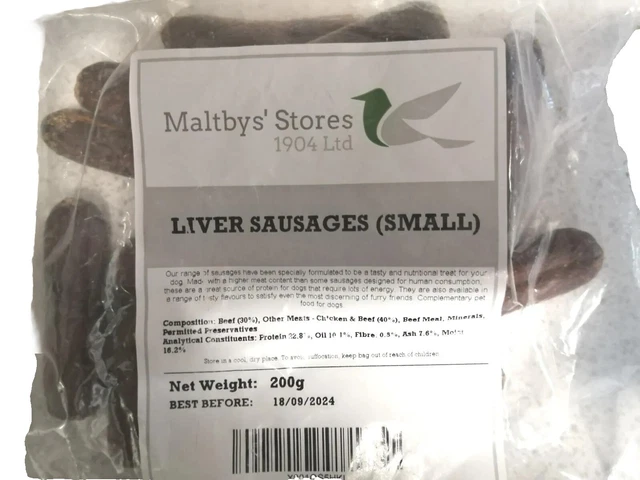 Maltbys' Stores
1904 Ltd
LIVER SAUSAGES (SMALL)
Our range of sausages have been specially formulated to be a tasty and nutritional treat for your
dog. Made with a higher meat content than some sausages designed for human consumption,
these are a great source of protein for dogs that require lots of energy. They are also available in
a range of tasty flavours to satisfy even the most discerning of furry friends. Complementary pet
food for dogs.
Composition: Beef (30%), Other Meats - Chicken & Beef (40%), Beef Meal, Minerals,
Permitted Preservatives
Analytical Constituents: Protein %, Oil %, Fibre, 0.5%, Ash 7.6%,
16.2%
Store in a cool, dry place. To avoid suffocation, keep bag out of reach of children.
Net Weight: 200g
BEST BEFORE: 18/09/2024